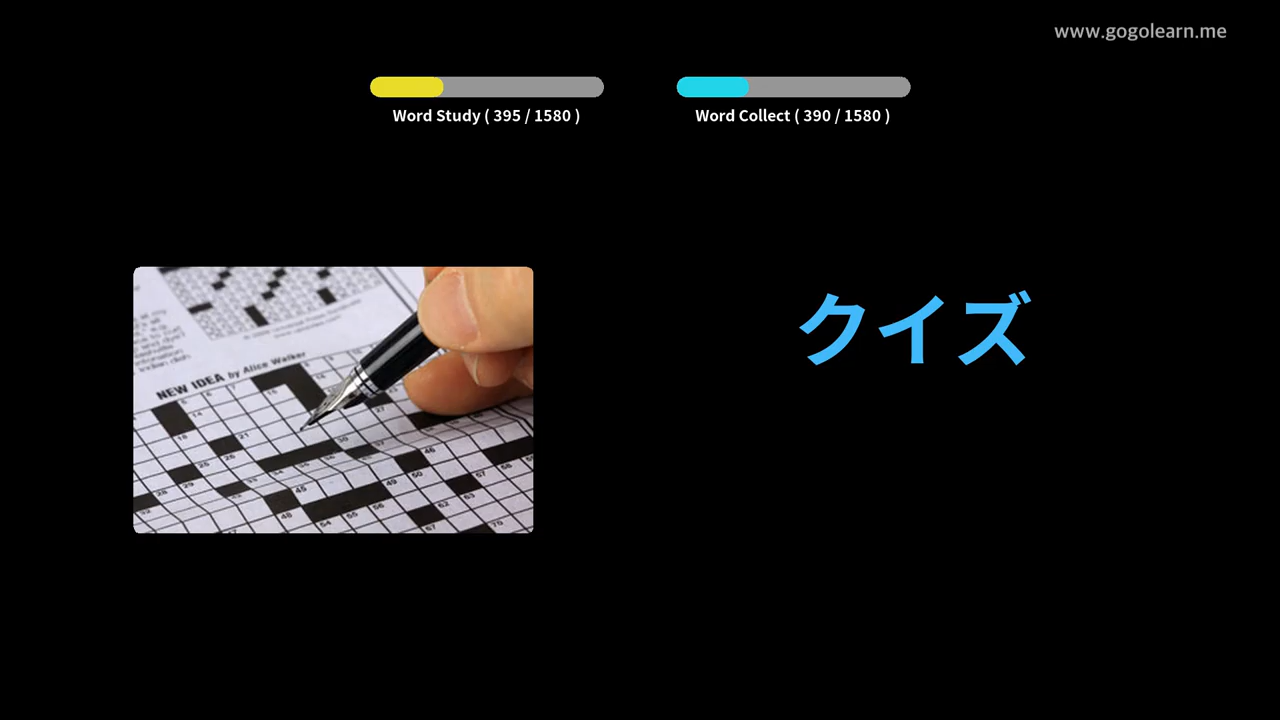 www.gogolearn.me
Word Study ( 395 / 1580 )
Word Collect ( 390 / 1580 )
クイズ
NEW IDEA by Alice Walker